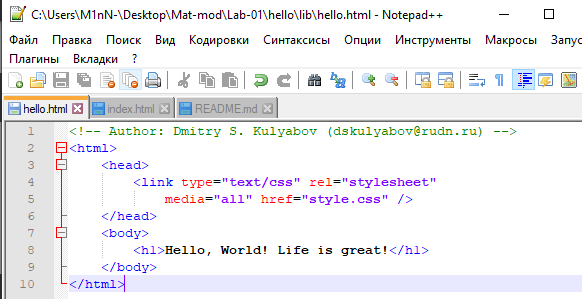 C:\Users\M1nN-\Desktop\Mat-mod\Lab-01\hello\lib\hello.html - Notepad++
Файл Правка Поиск Вид Кодировки Синтаксисы Опции Инструменты Макросы Запус
Плагины Вкладки ?
hello.html index.html README.md
1 <!-- Author: Dmitry S. Kulyabov (dskulyabov@rudn.ru) -->
2 <html>
3 <head>
4 <link type="text/css" rel="stylesheet"
5 media="all" href="style.css" />
6 </head>
7 <body>
8 <h1>Hello, World! Life is great!</h1>
9 </body>
10 </html>